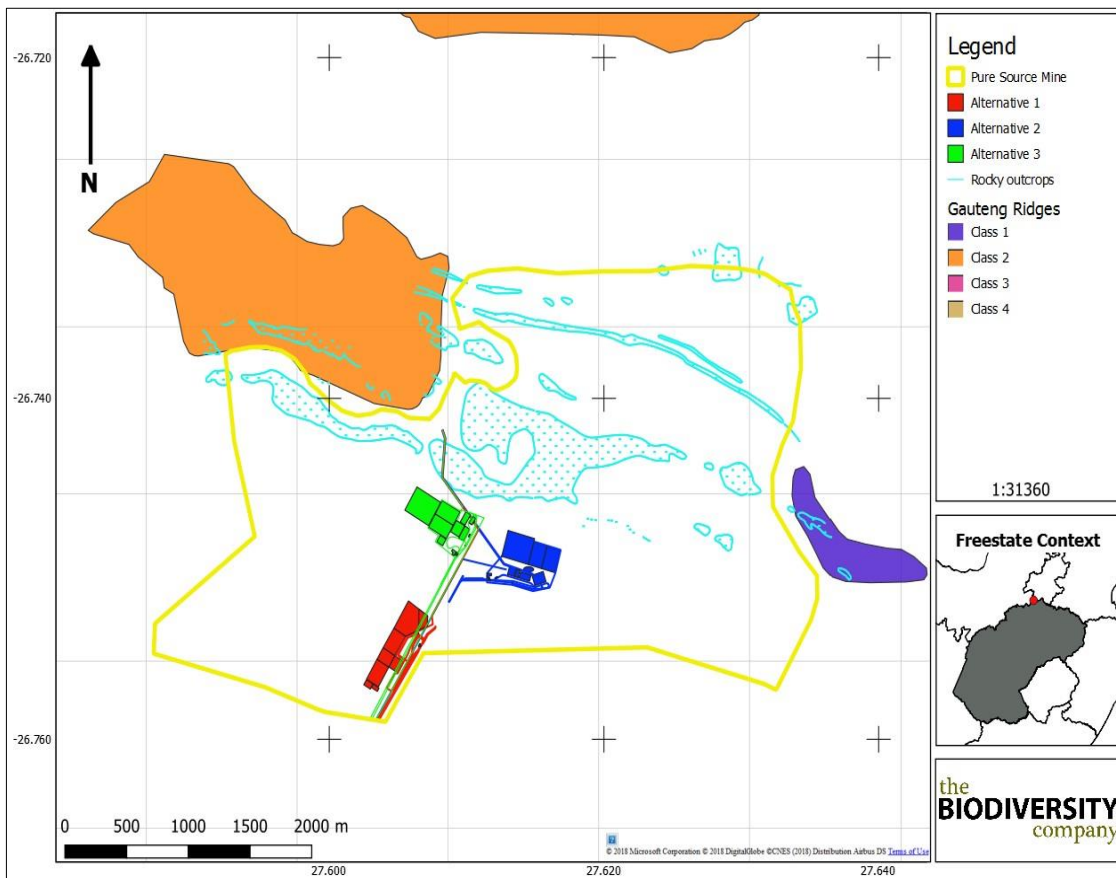 -26.720
-26.740
-26.760
N
0 500 1000 1500 2000 m
27.600 27.620 27.640
© 2018 Microsoft Corporation © 2018 DigitalGlobe ©CNES (2018) Distribution Airbus DS Terms of Use
Legend
Pure Source Mine
Alternative 1
Alternative 2
Alternative 3
Rocky outcrops
Gauteng Ridges
Class 1
Class 2
Class 3
Class 4
1:31360
Freestate Context
the
BIODIVERSITY
company